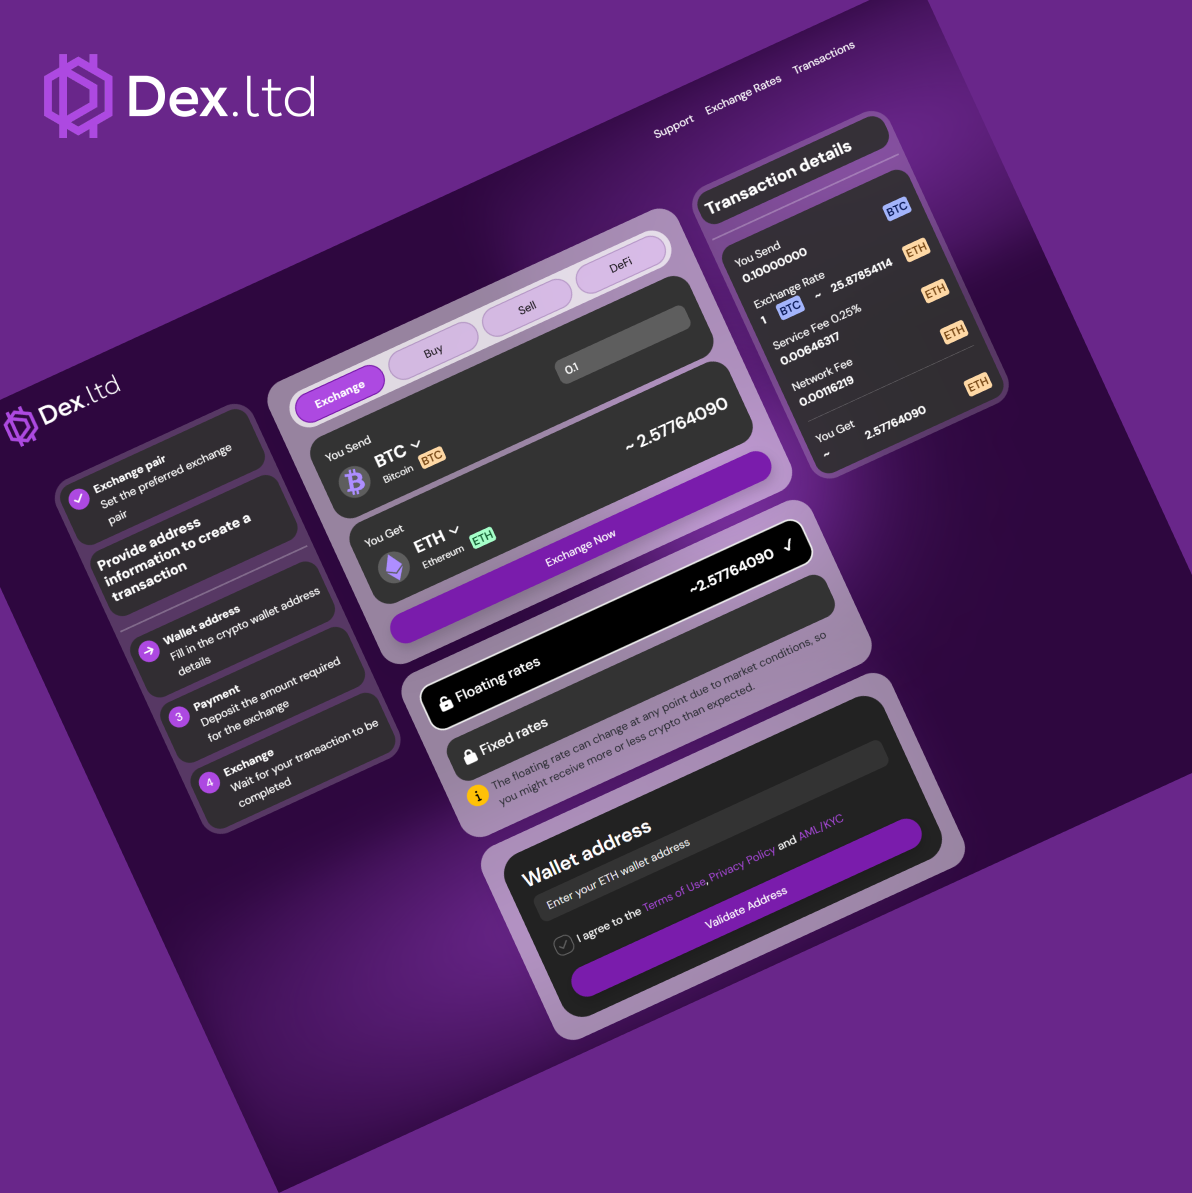 Dex.ltd
Support
Exchange Rates
Transactions
Dex.ltd
Exchange pair
Set the preferred exchange
pair
Provide address
information to create a
transaction
Wallet address
Fill in the crypto wallet address
details
3
Payment
Deposit the amount required
for the exchange
4
Exchange
Wait for your transaction to be
completed
Exchange
Buy
Sell
DeFi
You Send
BTC
Bitcoin BTC
0.1
You Get
ETH
Ethereum ETH
~ 2.57764090
Exchange Now
Floating rates
~2.57764090
Fixed rates
The floating rate can change at any point due to market conditions, so
you might receive more or less crypto than expected.
Wallet address
Enter your ETH wallet address
I agree to the Terms of Use, Privacy Policy and AML/KYC
Validate Address
Transaction details
You Send
0.10000000
BTC
Exchange Rate
1 BTC ~ 25.87854114 ETH
Service Fee 0.25%
0.00646317
ETH
Network Fee
0.00116219
ETH
You Get
~ 2.57764090
ETH